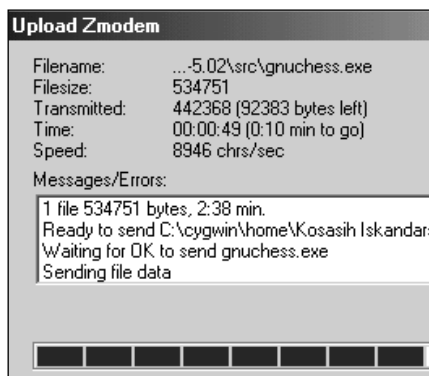 Upload Zmodem
Filename: ...-5.02\src\gnuchess.exe
Filesize: 534751
Transmitted: 442368 (92383 bytes left)
Time: 00:00:49 (0:10 min to go)
Speed: 8946 chrs/sec
Messages/Errors:
1 file 534751 bytes, 2:38 min.
Ready to send C:\cygwin\home\Kosasih Iskandar
Waiting for OK to send gnuchess.exe
Sending file data